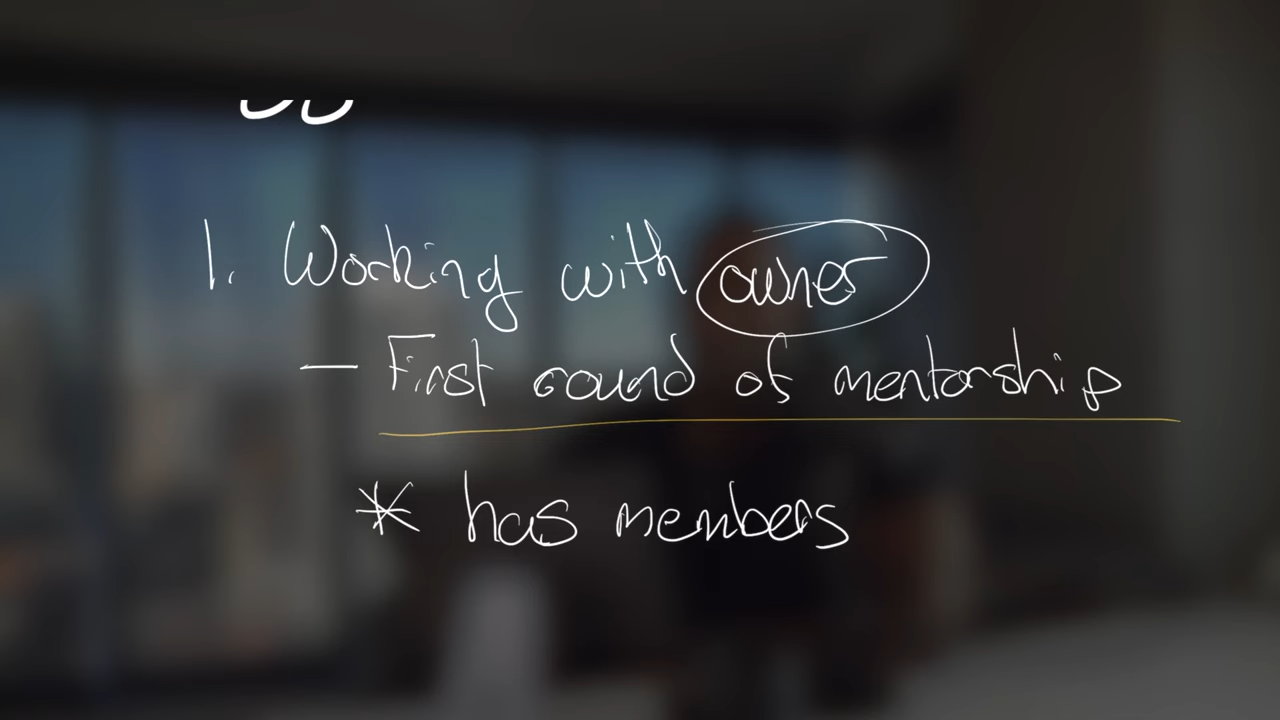 1. Working with owner
– First round of mentorship
* has members